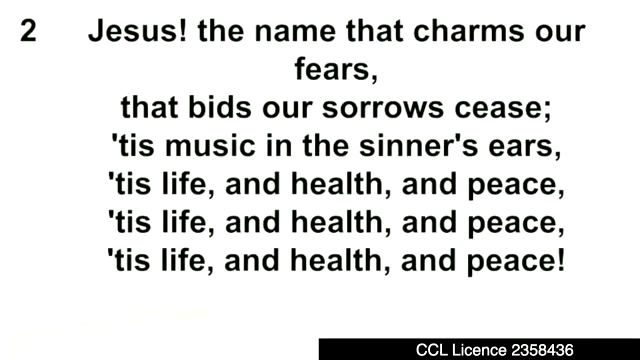 2 Jesus! the name that charms our
fears,
that bids our sorrows cease;
'tis music in the sinner's ears,
'tis life, and health, and peace,
'tis life, and health, and peace,
'tis life, and health, and peace!
CCL Licence 2358436